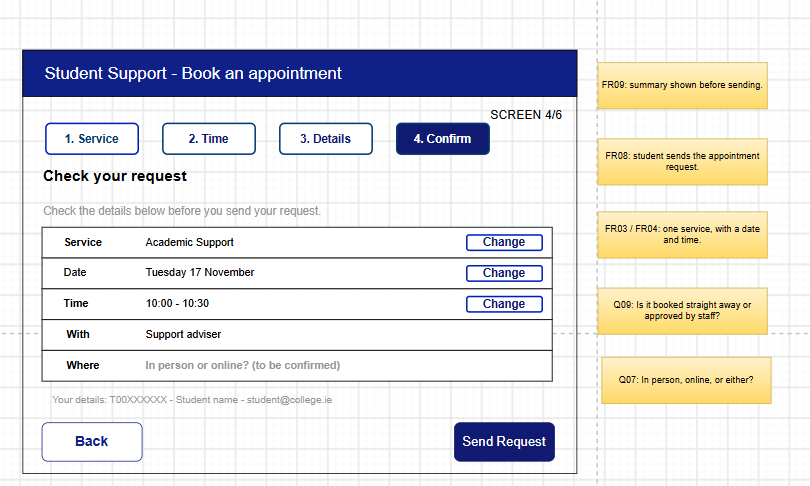 Student Support - Book an appointment
SCREEN 4/6
1. Service
2. Time
3. Details
4. Confirm
Check your request
Check the details below before you send your request.
Service Academic Support Change
Date Tuesday 17 November Change
Time 10:00 - 10:30 Change
With Support adviser
Where In person or online? (to be confirmed)
Your details: T00XXXXXX - Student name - student@college.ie
Back
Send Request
FR09: summary shown before sending.
FR08: student sends the appointment
request.
FR03 / FR04: one service, with a date
and time.
Q09: Is it booked straight away or
approved by staff?
Q07: In person, online, or either?